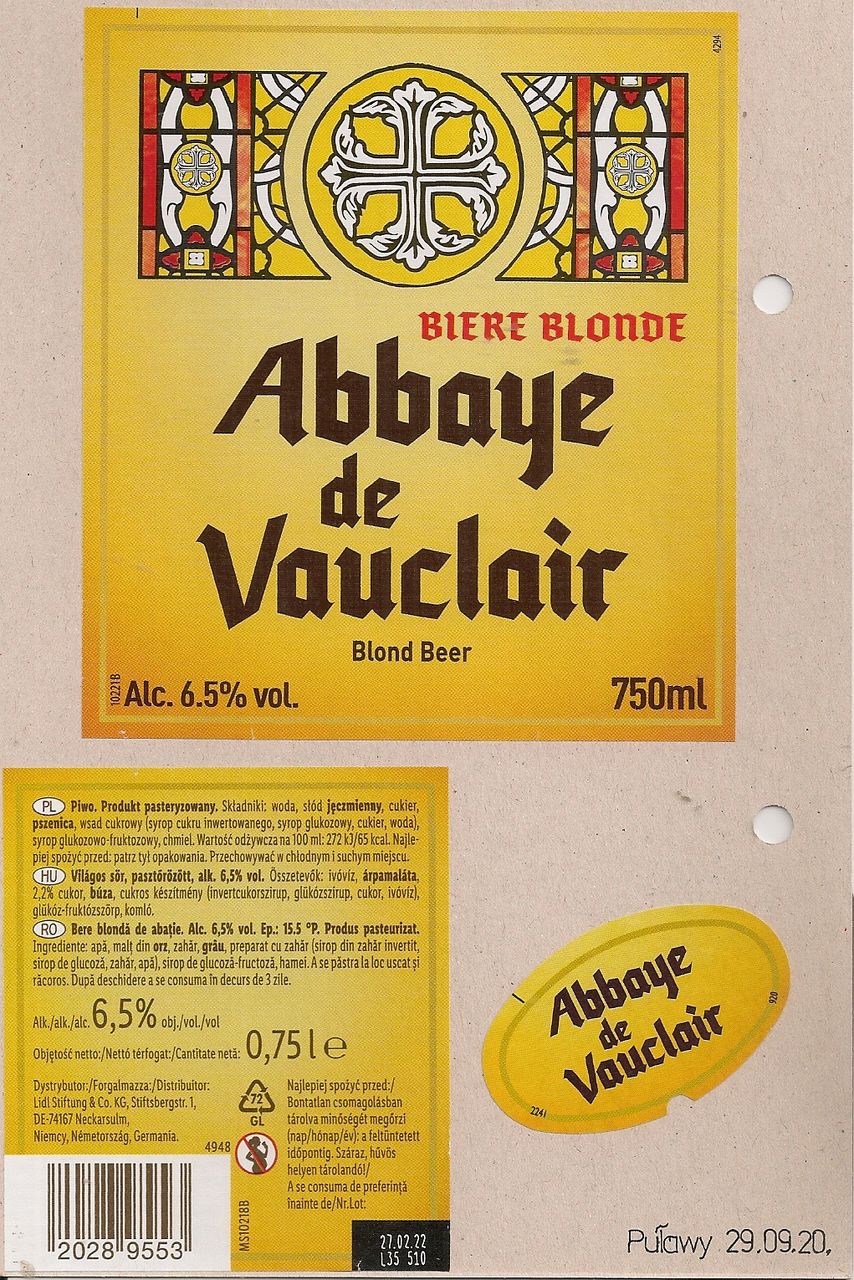 4294
BIERE BLONDE
Abbaye
de
Vauclair
Blond Beer
10221B
Alc. 6.5% vol.
750ml
PL Piwo. Produkt pasteryzowany. Składniki: woda, słód jęczmienny, cukier,
pszenica, wsad cukrowy (syrop cukru inwertowanego, syrop glukozowy, cukier, woda),
syrop glukozowo-fruktozowy, chmiel. Wartość odżywcza na 100 ml: 272 kJ/65 kcal. Najle-
piej spożyć przed: patrz tył opakowania. Przechowywać w chłodnym i suchym miejscu.
HU Világos sör, pasztőrözött, alk. 6,5% vol. Összetevők: ivóvíz, árpamaláta,
2,2% cukor, búza, cukros készítmény (invertcukorszirup, glükózszirup, cukor, ivóvíz),
glükóz-fruktózszörp, komló.
RO Bere blondă de abație. Alc. 6,5% vol. Ep.: 15.5 °P. Produs pasteurizat.
Ingrediente: apă, malț din orz, zahăr, grâu, preparat cu zahăr (sirop din zahăr invertit,
sirop de glucoză, zahăr, apă), sirop de glucoză-fructoză, hamei. A se păstra la loc uscat și
răcoros. După deschidere a se consuma în decurs de 3 zile.
Alk./alk./alc. 6,5% obj./vol./vol
Objętość netto:/Nettó térfogat:/Cantitate netă: 0,75 l e
Dystrybutor:/Forgalmazza:/Distribuitor:
Lidl Stiftung & Co. KG, Stiftsbergstr. 1,
DE-74167 Neckarsulm,
Niemcy, Németország, Germania.
72
GL
4948
Najlepiej spożyć przed:/
Bontatlan csomagolásban
tárolva minőségét megőrzi
(nap/hónap/év): a feltüntetett
időpontig. Száraz, hűvös
helyen tárolandó!/
A se consuma de preferință
înainte de/Nr.Lot:
MS10218B
2028 9553
27.02.22
L35 510
Abbaye
de
Vauclair
920
2241
Puławy 29.09.20.